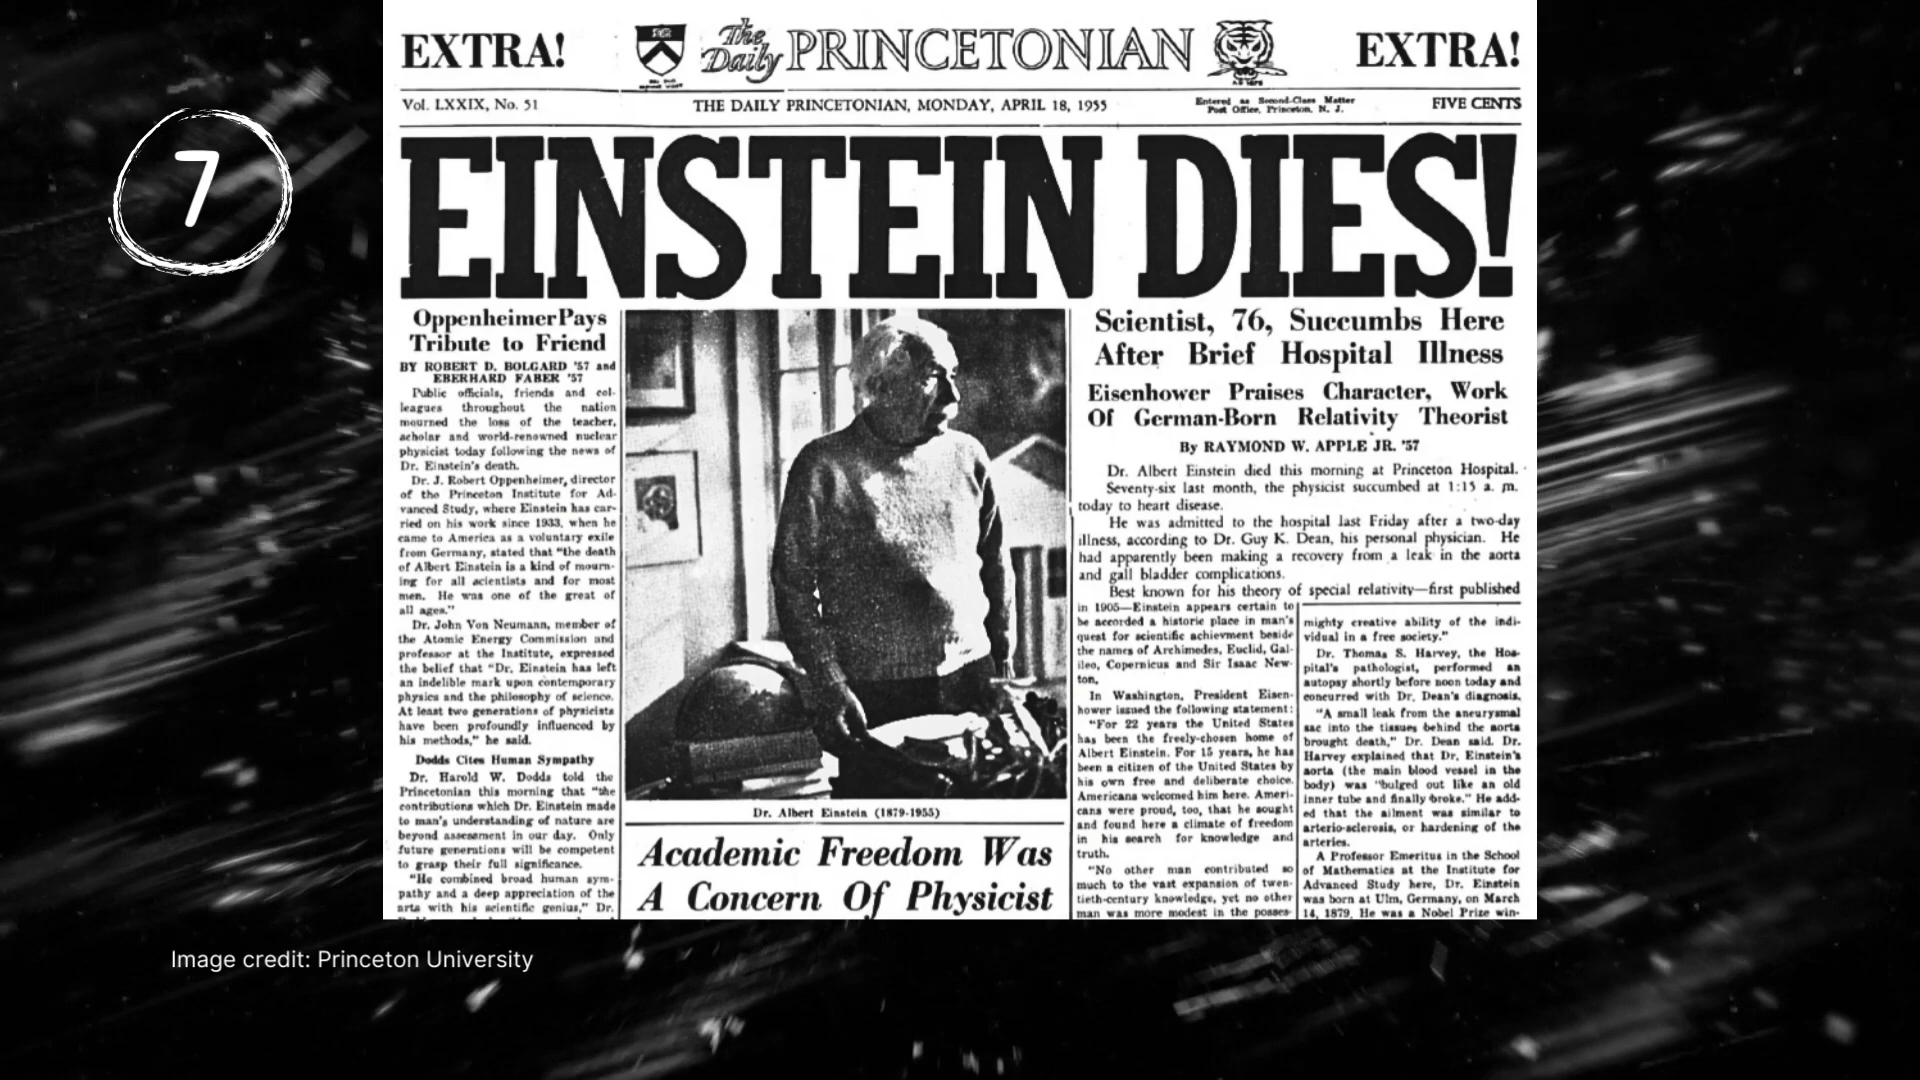 7
EXTRA!
The Daily PRINCETONIAN
EXTRA!
Vol. LXXIX, No. 51
THE DAILY PRINCETONIAN, MONDAY, APRIL 18, 1955
Entered as Second-Class Matter
Post Office, Princeton, N. J.
FIVE CENTS
EINSTEIN DIES!
Oppenheimer Pays
Tribute to Friend
BY ROBERT D. BOLGARD '57 and
EBERHARD FABER '57
Public officials, friends and col-
leagues throughout the nation
mourned the loss of the teacher,
scholar and world-renowned nuclear
physicist today following the news of
Dr. Einstein's death.
Dr. J. Robert Oppenheimer, director
of the Princeton Institute for Ad-
vanced Study, where Einstein has car-
ried on his work since 1933, when he
came to America as a voluntary exile
from Germany, stated that "the death
of Albert Einstein is a kind of mourn-
ing for all scientists and for most
men. He was one of the great of
all ages."
Dr. John Von Neumann, member of
the Atomic Energy Commission and
professor at the Institute, expressed
the belief that "Dr. Einstein has left
an indelible mark upon contemporary
physics and the philosophy of science.
At least two generations of physicists
have been profoundly influenced by
his methods," he said.
Dodds Cites Human Sympathy
Dr. Harold W. Dodds told the
Princetonian this morning that "the
contributions which Dr. Einstein made
to man's understanding of nature are
beyond assessment in our day. Only
future generations will be competent
to grasp their full significance.
"He combined broad human sym-
pathy and a deep appreciation of the
arts with his scientific genius," Dr.
Dr. Albert Einstein (1879-1955)
Academic Freedom Was
A Concern Of Physicist
Scientist, 76, Succumbs Here
After Brief Hospital Illness
Eisenhower Praises Character, Work
Of German-Born Relativity Theorist
By RAYMOND W. APPLE JR. '57
Dr. Albert Einstein died this morning at Princeton Hospital.
Seventy-six last month, the physicist succumbed at 1:15 a. m.
today to heart disease.
He was admitted to the hospital last Friday after a two-day
illness, according to Dr. Guy K. Dean, his personal physician. He
had apparently been making a recovery from a leak in the aorta
and gall bladder complications.
Best known for his theory of special relativity—first published
in 1905—Einstein appears certain to
be accorded a historic place in man's
quest for scientific achievment beside
the names of Archimedes, Euclid, Gal-
ileo, Copernicus and Sir Isaac New-
ton.
In Washington, President Eisen-
hower issued the following statement:
"For 22 years the United States
has been the freely-chosen home of
Albert Einstein. For 15 years, he has
been a citizen of the United States by
his own free and deliberate choice.
Americans welcomed him here. Ameri-
cans were proud, too, that he sought
and found here a climate of freedom
in his search for knowledge and
truth.
"No other man contributed so
much to the vast expansion of twen-
tieth-century knowledge, yet no other
man was more modest in the posses-
mighty creative ability of the indi-
vidual in a free society."
Dr. Thomas S. Harvey, the Hos-
pital's pathologist, performed an
autopsy shortly before noon today and
concurred with Dr. Dean's diagnosis.
"A small leak from the aneurysmal
sac into the tissues behind the aorta
brought death," Dr. Dean said. Dr.
Harvey explained that Dr. Einstein's
aorta (the main blood vessel in the
body) was "bulged out like an old
inner tube and finally broke." He add-
ed that the ailment was similar to
arterio-sclerosis, or hardening of the
arteries.
A Professor Emeritus in the School
of Mathematics at the Institute for
Advanced Study here, Dr. Einstein
was born at Ulm, Germany, on March
14, 1879. He was a Nobel Prize win-
Image credit: Princeton University